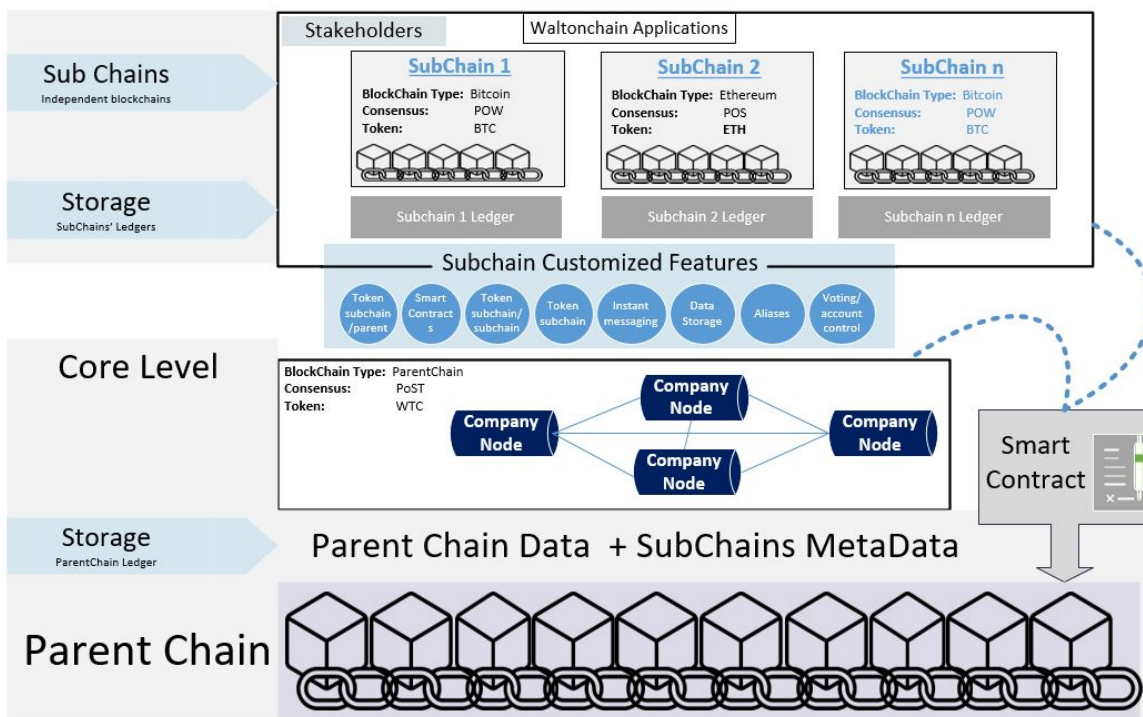 Stakeholders
Waltonchain Applications
Sub Chains
Independent blockchains
SubChain 1
BlockChain Type: Bitcoin
Consensus: POW
Token: BTC
SubChain 2
BlockChain Type: Ethereum
Consensus: POS
Token: ETH
SubChain n
BlockChain Type: Bitcoin
Consensus: POW
Token: BTC
Storage
SubChains' Ledgers
Subchain 1 Ledger
Subchain 2 Ledger
Subchain n Ledger
Subchain Customized Features
Token
subchain
/parent
Smart
Contract
s
Token
subchain/
subchain
Token
subchain
Instant
messaging
Data
Storage
Aliases
Voting/
account
control
Core Level
BlockChain Type: ParentChain
Consensus: PoST
Token: WTC
Company
Node
Company
Node
Company
Node
Company
Node
Smart
Contract
Storage
ParentChain Ledger
Parent Chain Data + SubChains MetaData
Parent Chain